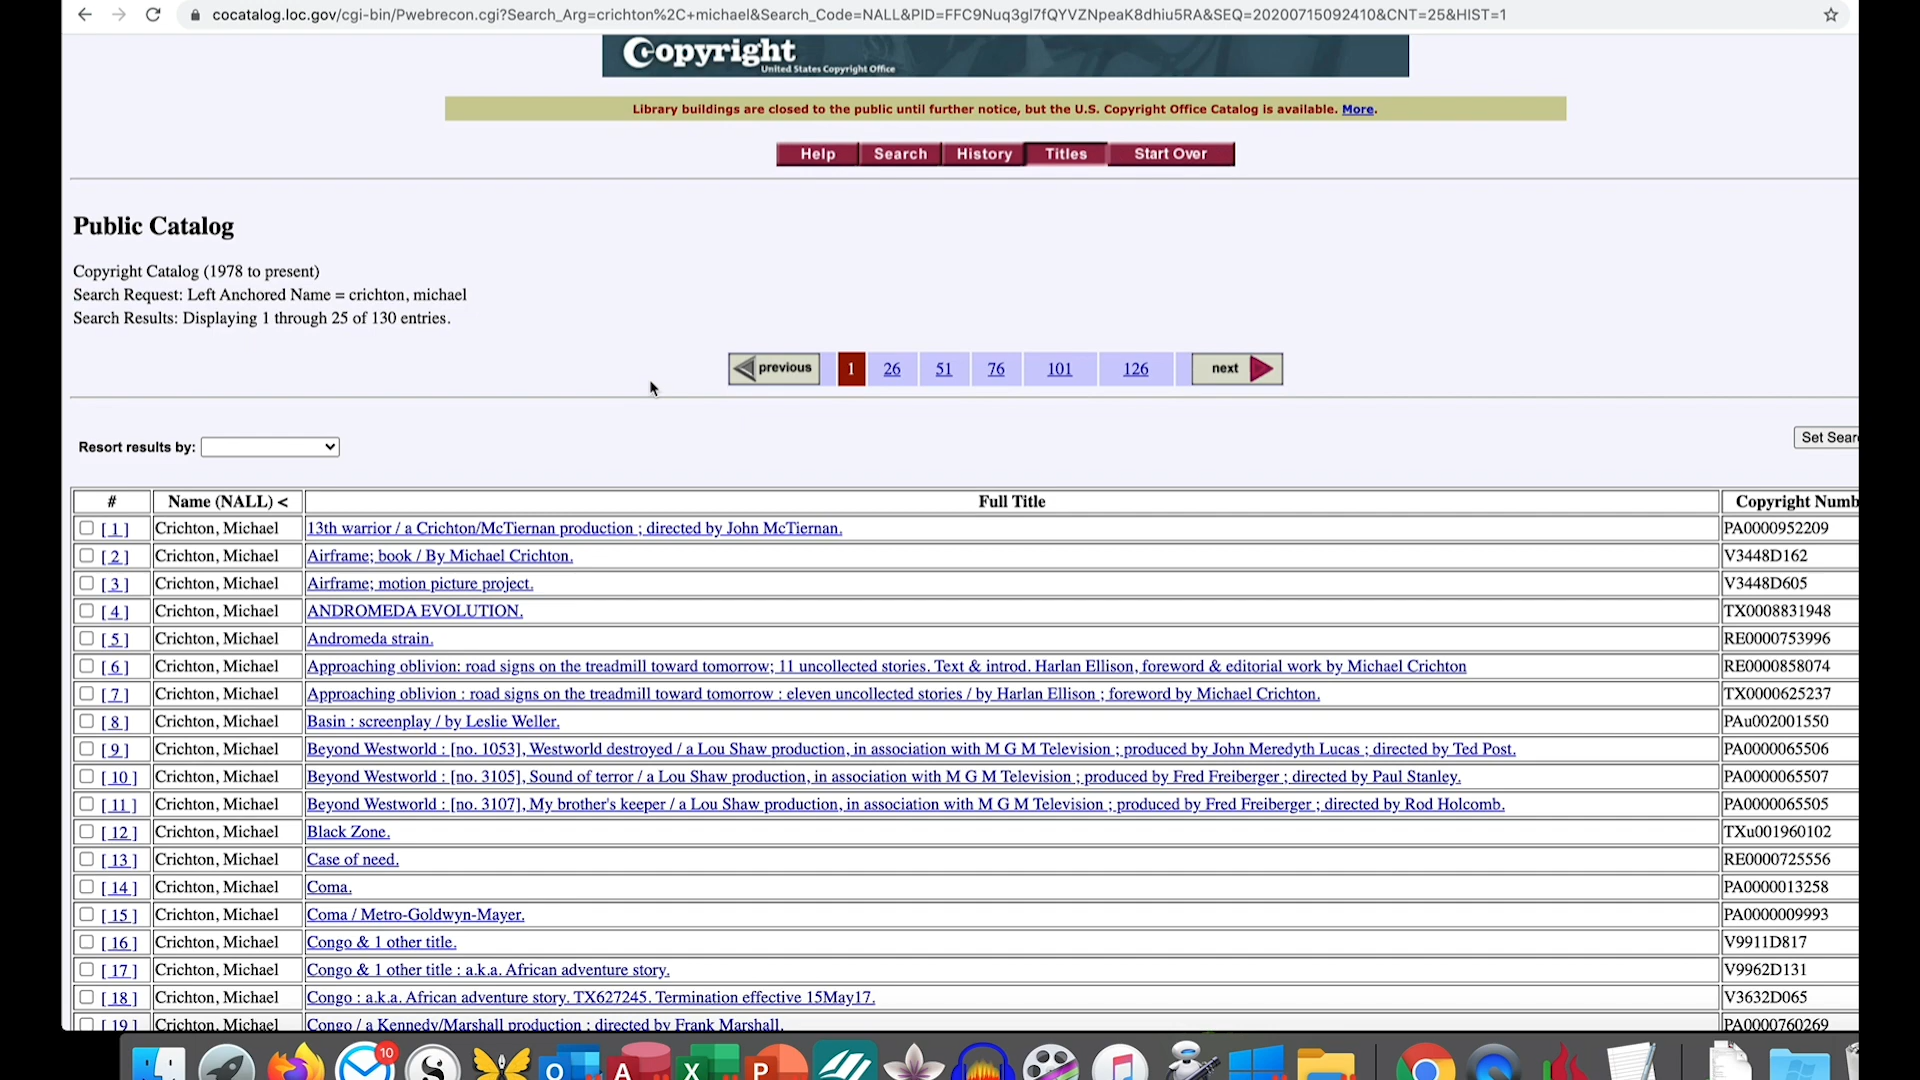 cocatalog.loc.gov/cgi-bin/Pwebrecon.cgi?Search_Arg=crichton%2C+michael&Search_Code=NALL&PID=FFC9Nuq3gl7fQYVZNpeaK8dhiu5RA&SEQ=20200715092410&CNT=25&HIST=1
Copyright
United States Copyright Office
Library buildings are closed to the public until further notice, but the U.S. Copyright Office Catalog is available. More.
Help Search History Titles Start Over
Public Catalog
Copyright Catalog (1978 to present)
Search Request: Left Anchored Name = crichton, michael
Search Results: Displaying 1 through 25 of 130 entries.
previous 1 26 51 76 101 126 next
Resort results by: Set Sear
# Name (NALL) < Full Title Copyright Numb
[ 1 ] Crichton, Michael 13th warrior / a Crichton/McTiernan production ; directed by John McTiernan. PA0000952209
[ 2 ] Crichton, Michael Airframe; book / By Michael Crichton. V3448D162
[ 3 ] Crichton, Michael Airframe; motion picture project. V3448D605
[ 4 ] Crichton, Michael ANDROMEDA EVOLUTION. TX0008831948
[ 5 ] Crichton, Michael Andromeda strain. RE0000753996
[ 6 ] Crichton, Michael Approaching oblivion: road signs on the treadmill toward tomorrow; 11 uncollected stories. Text & introd. Harlan Ellison, foreword & editorial work by Michael Crichton RE0000858074
[ 7 ] Crichton, Michael Approaching oblivion : road signs on the treadmill toward tomorrow : eleven uncollected stories / by Harlan Ellison ; foreword by Michael Crichton. TX0000625237
[ 8 ] Crichton, Michael Basin : screenplay / by Leslie Weller. PAu002001550
[ 9 ] Crichton, Michael Beyond Westworld : [no. 1053], Westworld destroyed / a Lou Shaw production, in association with M G M Television ; produced by John Meredyth Lucas ; directed by Ted Post. PA0000065506
[ 10 ] Crichton, Michael Beyond Westworld : [no. 3105], Sound of terror / a Lou Shaw production, in association with M G M Television ; produced by Fred Freiberger ; directed by Paul Stanley. PA0000065507
[ 11 ] Crichton, Michael Beyond Westworld : [no. 3107], My brother's keeper / a Lou Shaw production, in association with M G M Television ; produced by Fred Freiberger ; directed by Rod Holcomb. PA0000065505
[ 12 ] Crichton, Michael Black Zone. TXu001960102
[ 13 ] Crichton, Michael Case of need. RE0000725556
[ 14 ] Crichton, Michael Coma. PA0000013258
[ 15 ] Crichton, Michael Coma / Metro-Goldwyn-Mayer. PA0000009993
[ 16 ] Crichton, Michael Congo & 1 other title. V9911D817
[ 17 ] Crichton, Michael Congo & 1 other title : a.k.a. African adventure story. V9962D131
[ 18 ] Crichton, Michael Congo : a.k.a. African adventure story. TX627245. Termination effective 15May17. V3632D065
[ 19 ] Crichton, Michael Congo / a Kennedy/Marshall production ; directed by Frank Marshall. PA0000760269
10
S O A X P